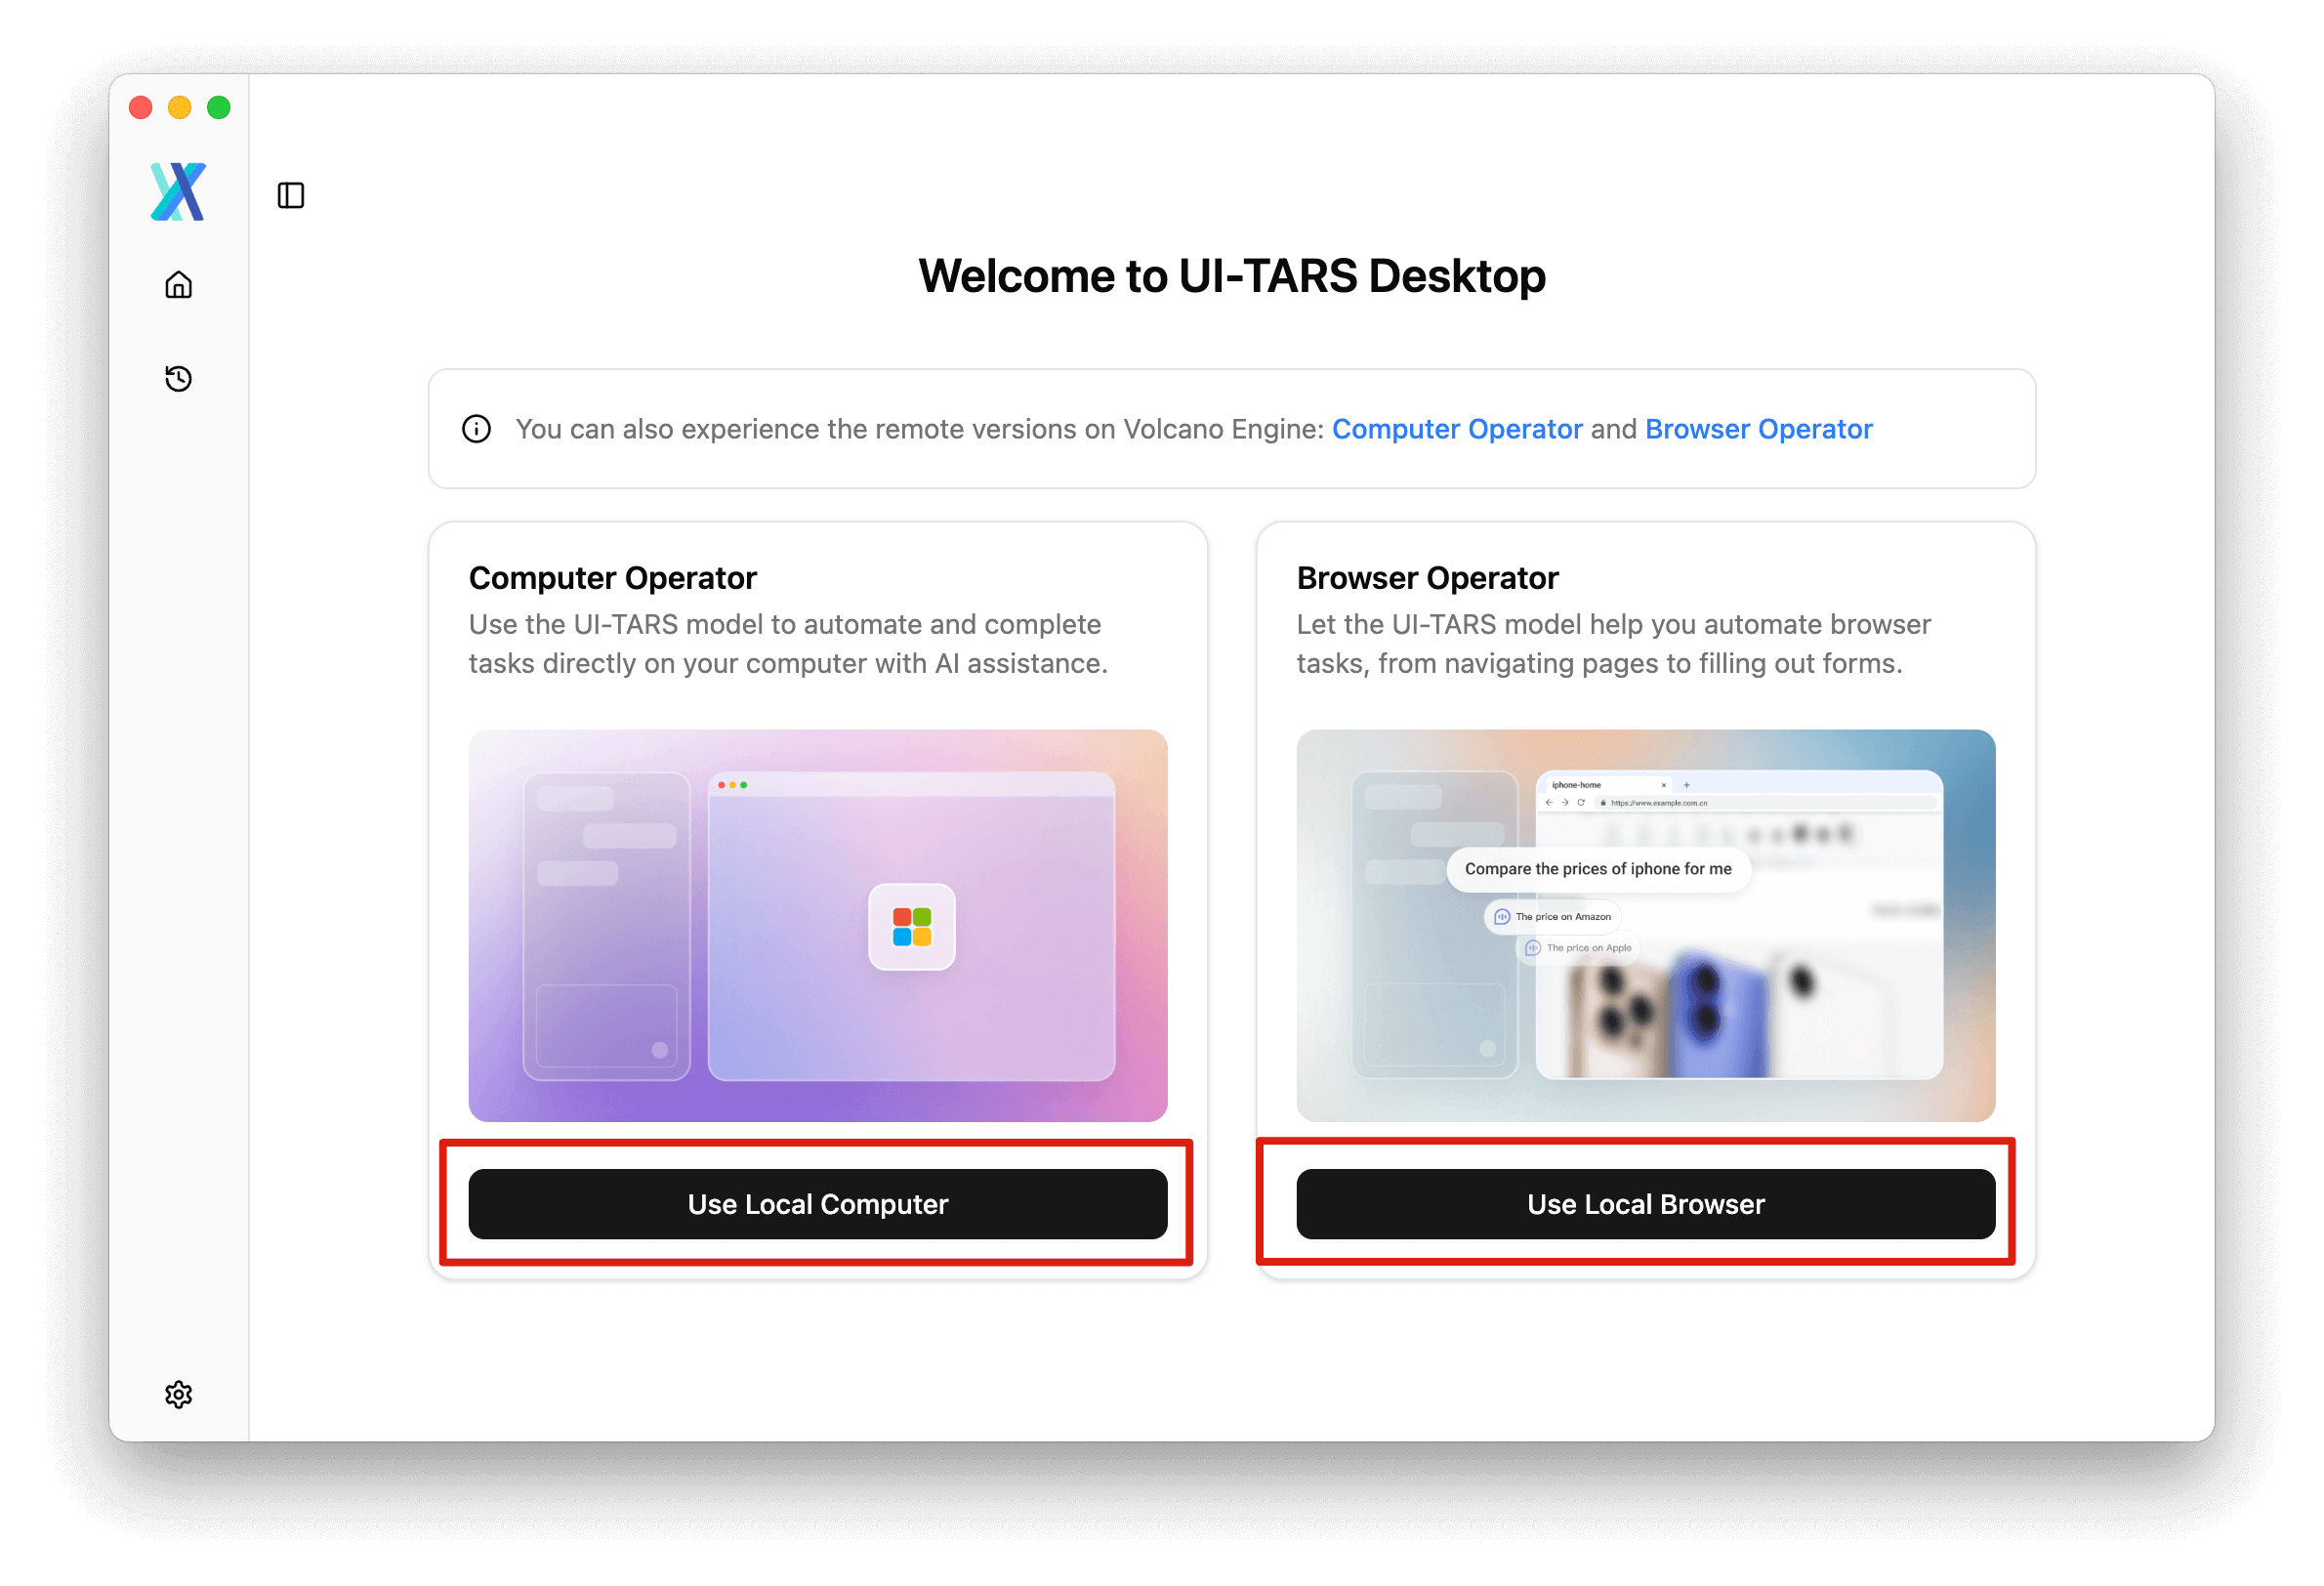 Welcome to UI-TARS Desktop
You can also experience the remote versions on Volcano Engine: Computer Operator and Browser Operator
Computer Operator
Use the UI-TARS model to automate and complete
tasks directly on your computer with AI assistance.
Use Local Computer
Browser Operator
Let the UI-TARS model help you automate browser
tasks, from navigating pages to filling out forms.
iphone-home
https://www.example.com.cn
Compare the prices of iphone for me
The price on Amazon
The price on Apple
Use Local Browser